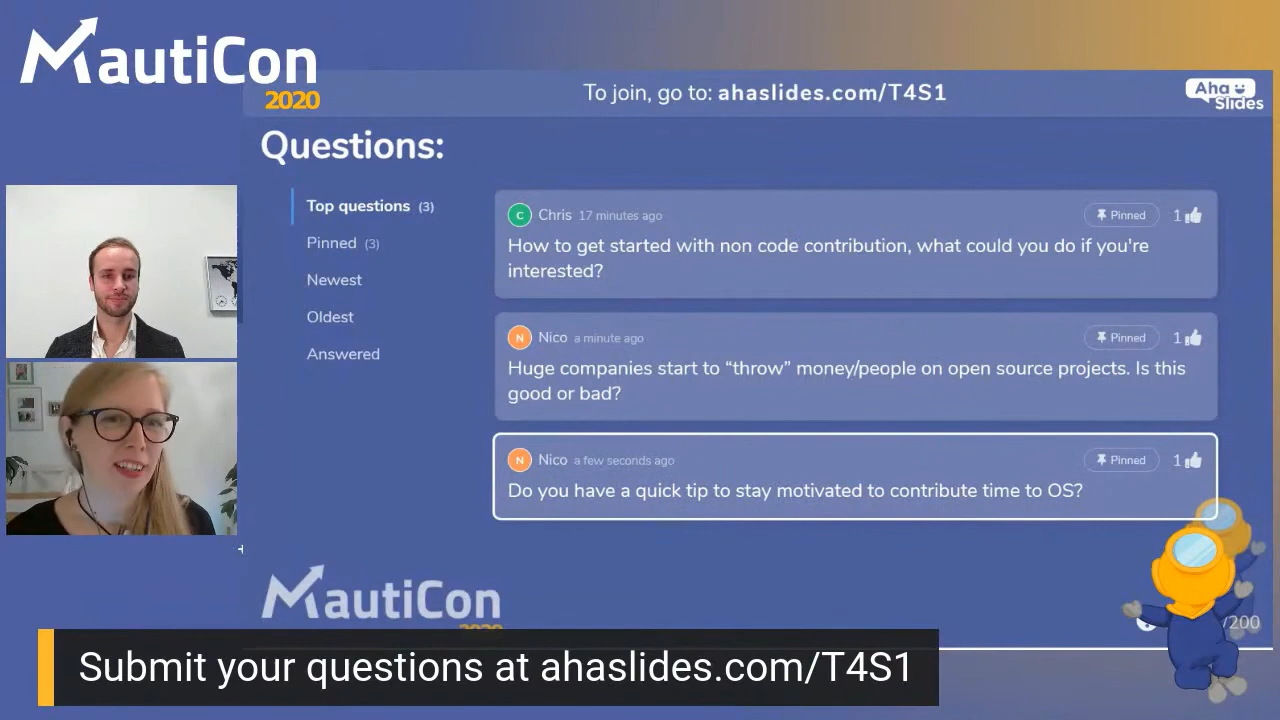 MautiCon
2020
To join, go to: ahaslides.com/T4S1
Aha
Slides
Questions:
Top questions (3)
Pinned (3)
Newest
Oldest
Answered
C Chris 17 minutes ago
Pinned
1
How to get started with non code contribution, what could you do if you're
interested?
N Nico a minute ago
Pinned
1
Huge companies start to “throw” money/people on open source projects. Is this
good or bad?
N Nico a few seconds ago
Pinned
1
Do you have a quick tip to stay motivated to contribute time to OS?
MautiCon
/200
Submit your questions at ahaslides.com/T4S1